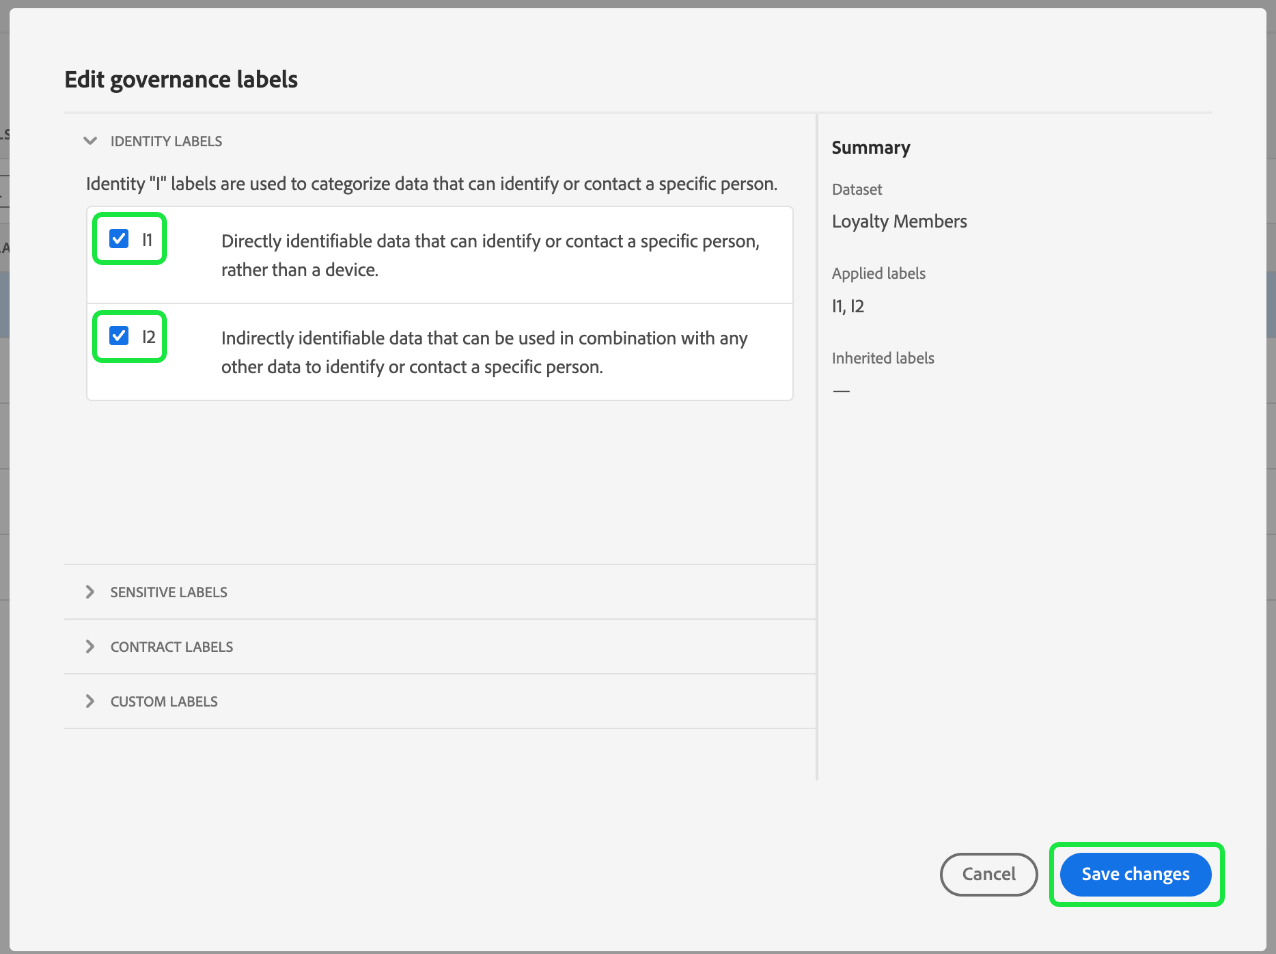 Edit governance labels
IDENTITY LABELS
Identity "I" labels are used to categorize data that can identify or contact a specific person.
I1
Directly identifiable data that can identify or contact a specific person,
rather than a device.
I2
Indirectly identifiable data that can be used in combination with any
other data to identify or contact a specific person.
SENSITIVE LABELS
CONTRACT LABELS
CUSTOM LABELS
Summary
Dataset
Loyalty Members
Applied labels
I1, I2
Inherited labels
—
Cancel
Save changes